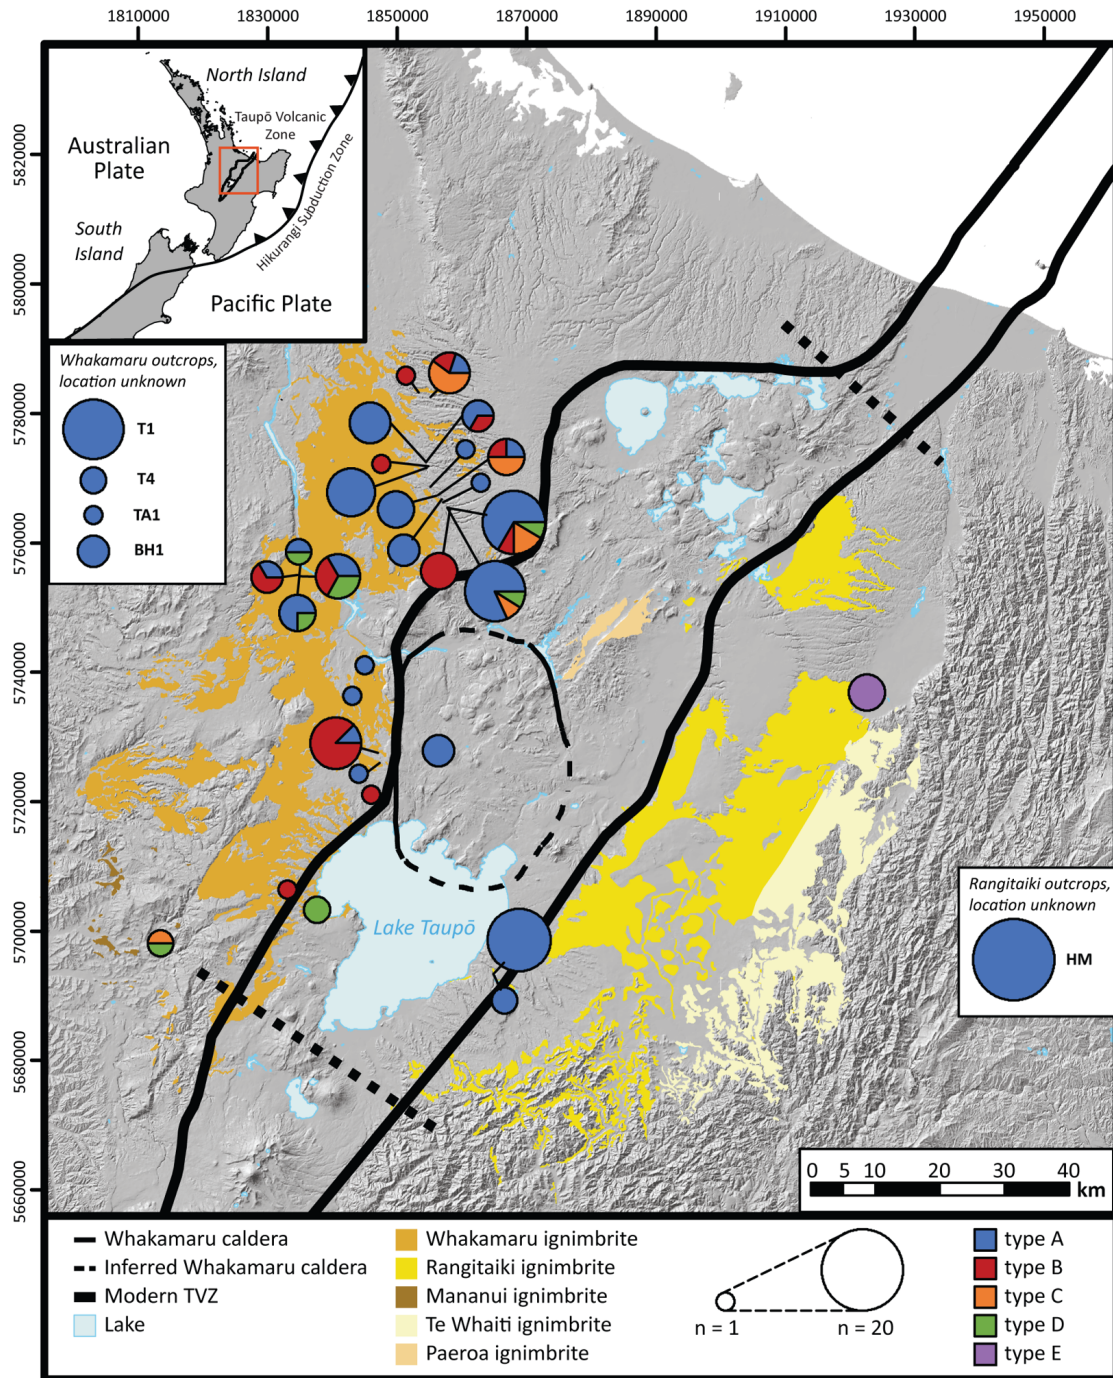 1810000 1830000 1850000 1870000 1890000 1910000 1930000 1950000
5820000
5800000
5780000
5760000
5740000
5720000
5700000
5680000
5660000
North Island
Taupō Volcanic
Zone
Australian
Plate
Hikurangi Subduction Zone
South
Island
Pacific Plate
Whakamaru outcrops,
location unknown
T1
T4
TA1
BH1
Lake Taupō
Rangitaiki outcrops,
location unknown
HM
0 5 10 20 30 40
km
Whakamaru caldera
Inferred Whakamaru caldera
Modern TVZ
Lake
Whakamaru ignimbrite
Rangitaiki ignimbrite
Mananui ignimbrite
Te Whaiti ignimbrite
Paeroa ignimbrite
n = 1
n = 20
type A
type B
type C
type D
type E